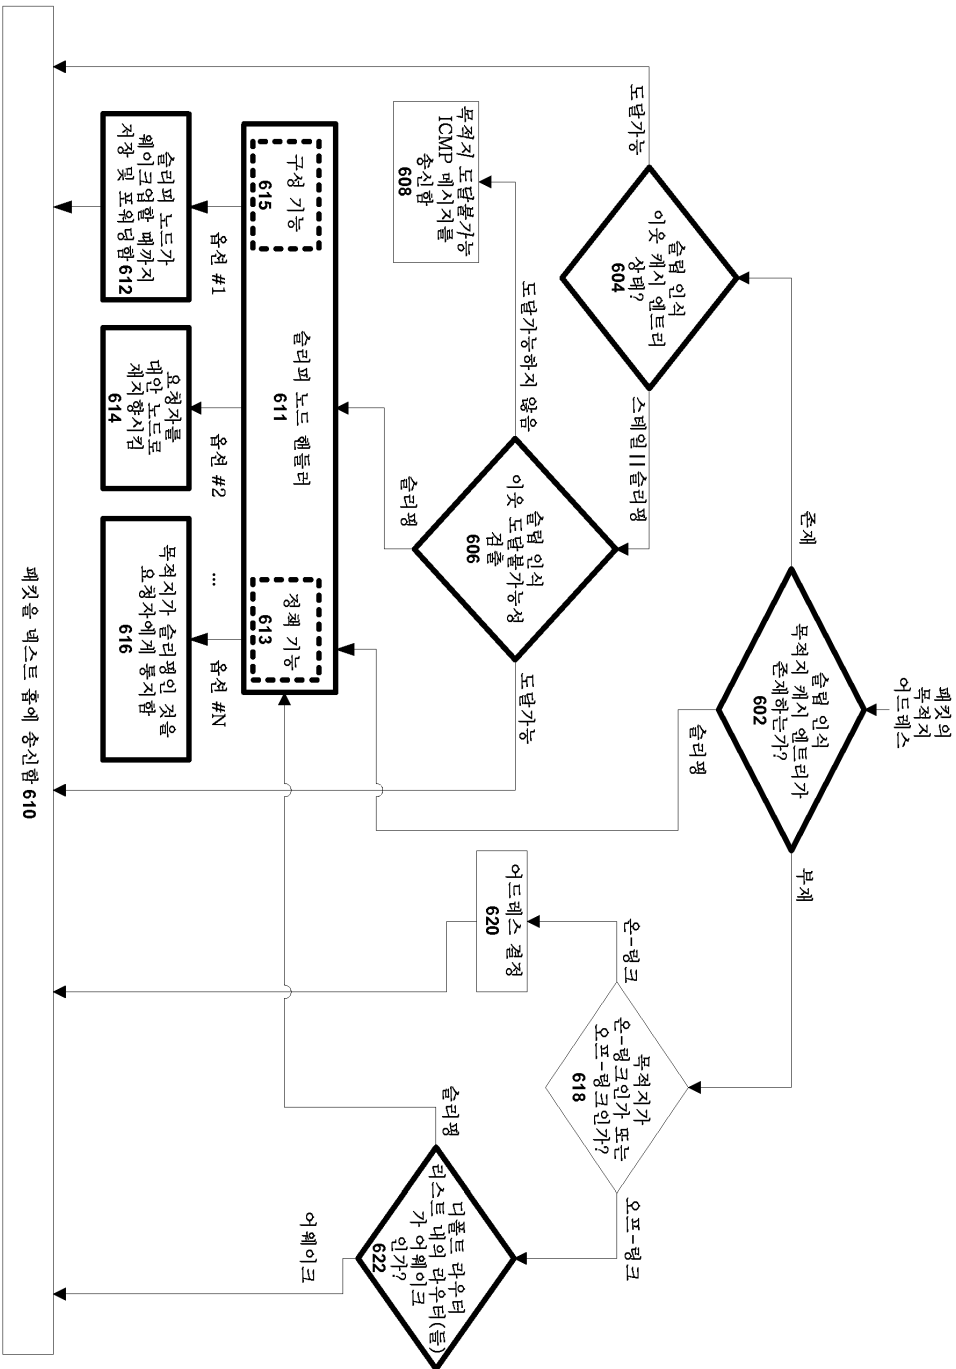 패킷의
목적지
어드레스
슬립 인식
목적지 캐시 엔트리가
존재하는가?
602
존재
부재
슬리핑
슬립 인식
이웃 캐시 엔트리
상태?
604
도달가능
스테일 || 슬리핑
목적지가
온-링크인가 또는
오프-링크인가?
618
온-링크
오프-링크
슬립 인식
이웃 도달불가능성
검출
606
도달가능하지 않음
도달가능
슬리핑
목적지 도달불가능
ICMP 메시지를
송신함
608
어드레스 결정
620
디폴트 라우터
리스트 내의 라우터(들)
가 어웨이크
인가?
622
슬리핑
어웨이크
구성 기능
615
슬리피 노드 핸들러
611
정책 기능
613
옵션 #1
옵션 #2
...
옵션 #N
슬리피 노드가
웨이크업할 때까지
저장 및 포워딩함 612
요청자를
대안 노드로
재지향시킴
614
목적지가 슬리핑인 것을
요청자에게 통지함
616
패킷을 넥스트 홉에 송신함 610